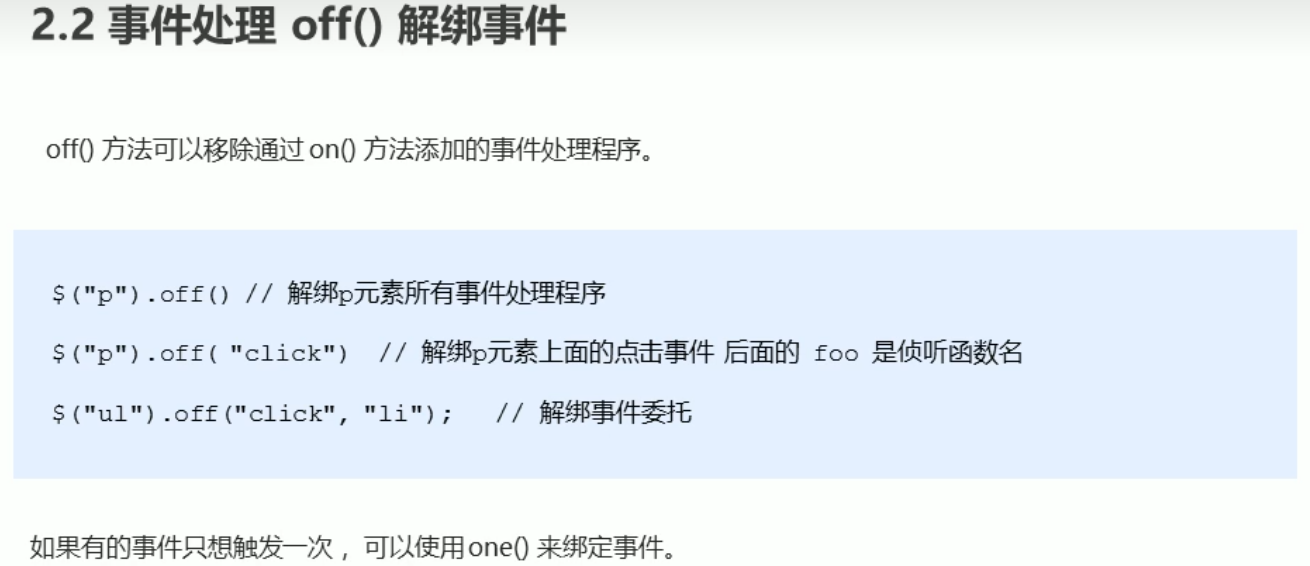 2.2 事件处理 off() 解绑事件
off() 方法可以移除通过 on() 方法添加的事件处理程序。
$("p").off() // 解绑p元素所有事件处理程序
$("p").off( "click")  // 解绑p元素上面的点击事件 后面的 foo 是侦听函数名
$("ul").off("click", "li");   // 解绑事件委托
如果有的事件只想触发一次， 可以使用one() 来绑定事件。